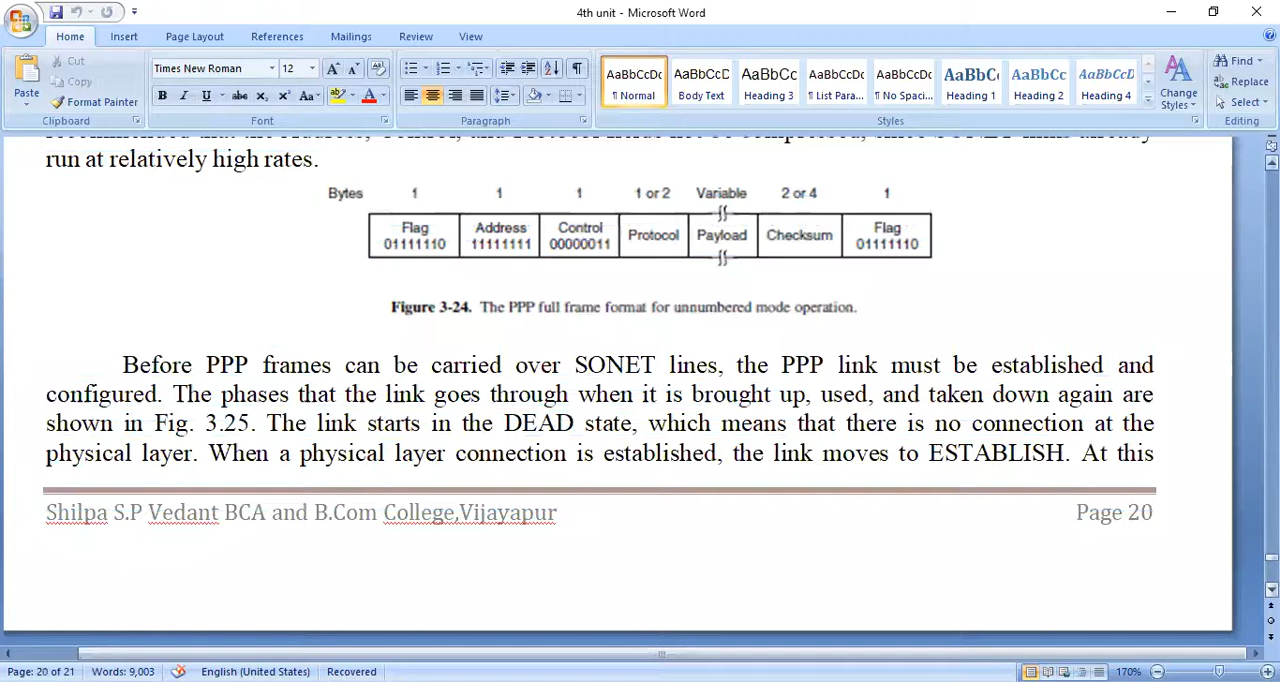 4th unit - Microsoft Word
Home Insert Page Layout References Mailings Review View
Paste
Cut
Copy
Format Painter
Clipboard
Times New Roman 12
B I U abc X₂ X² Aa
Font
Paragraph
AaBbCcDc AaBbCcD AaBbCc AaBbCcDc AaBbCcDc AaBbC AaBbCc AaBbCcD
¶ Normal Body Text Heading 3 ¶ List Para... ¶ No Spaci... Heading 1 Heading 2 Heading 4
Change Styles
Styles
Find
Replace
Select
Editing
run at relatively high rates.
Bytes 1 1 1 1 or 2 Variable 2 or 4 1
Flag Address Control Protocol Payload Checksum Flag
01111110 11111111 00000011 01111110
Figure 3-24. The PPP full frame format for unnumbered mode operation.
Before PPP frames can be carried over SONET lines, the PPP link must be established and
configured. The phases that the link goes through when it is brought up, used, and taken down again are
shown in Fig. 3.25. The link starts in the DEAD state, which means that there is no connection at the
physical layer. When a physical layer connection is established, the link moves to ESTABLISH. At this
Shilpa S.P Vedant BCA and B.Com College,Vijayapur Page 20
Page: 20 of 21 Words: 9,003 English (United States) Recovered 170%